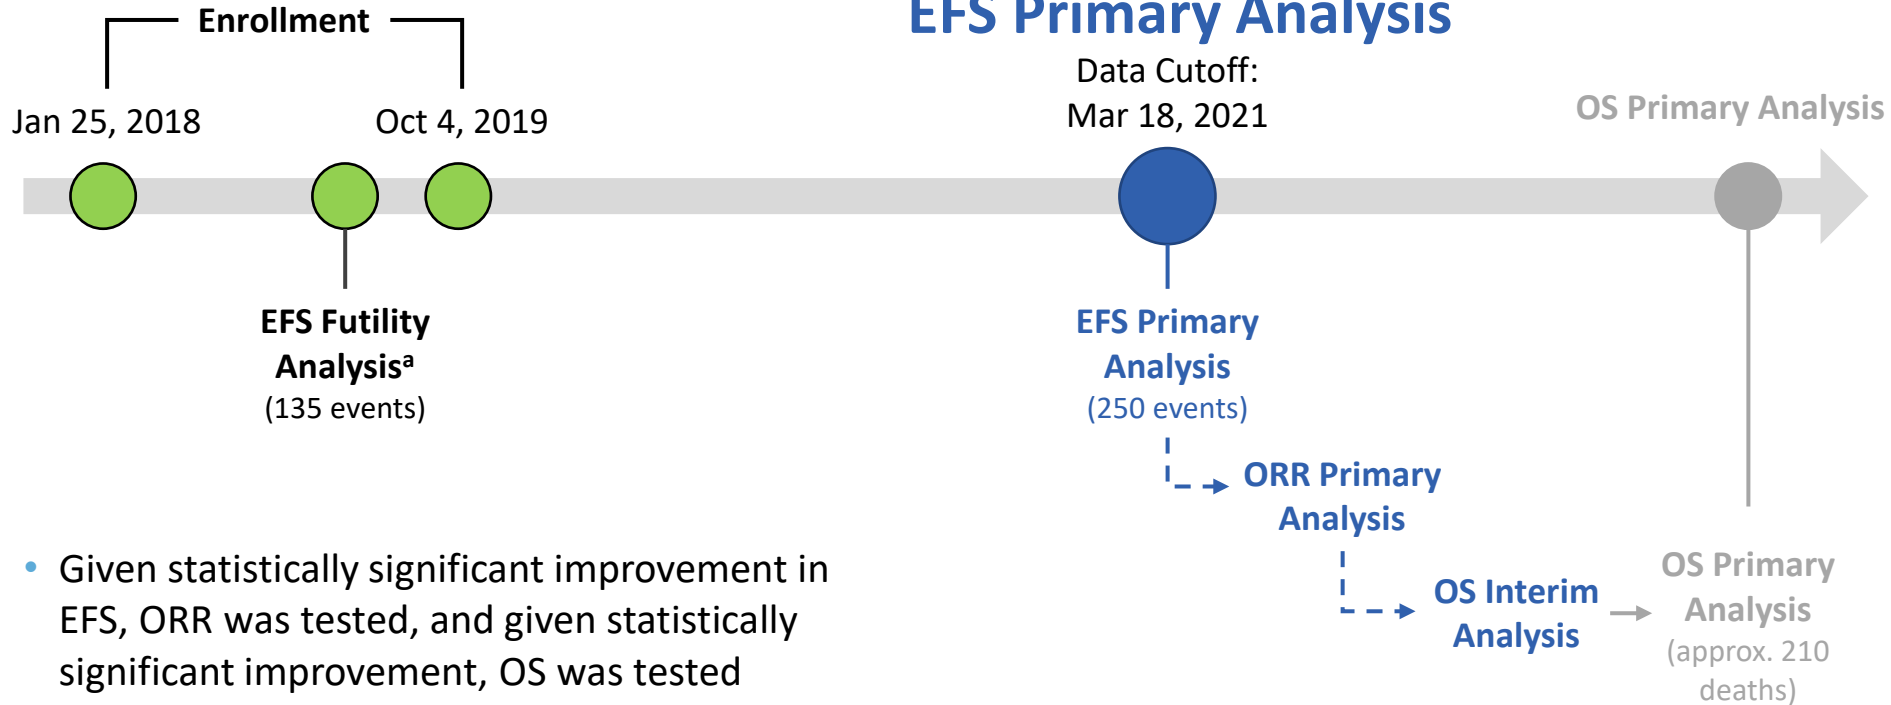 Enrollment
EFS Primary Analysis
Data Cutoff:
Mar 18, 2021
Jan 25, 2018
Oct 4, 2019
OS Primary Analysis
EFS Futility
Analysisᵃ
(135 events)
EFS Primary
Analysis
(250 events)
ORR Primary
Analysis
OS Interim
Analysis
OS Primary
Analysis
(approx. 210
deaths)
• Given statistically significant improvement in
EFS, ORR was tested, and given statistically
significant improvement, OS was tested